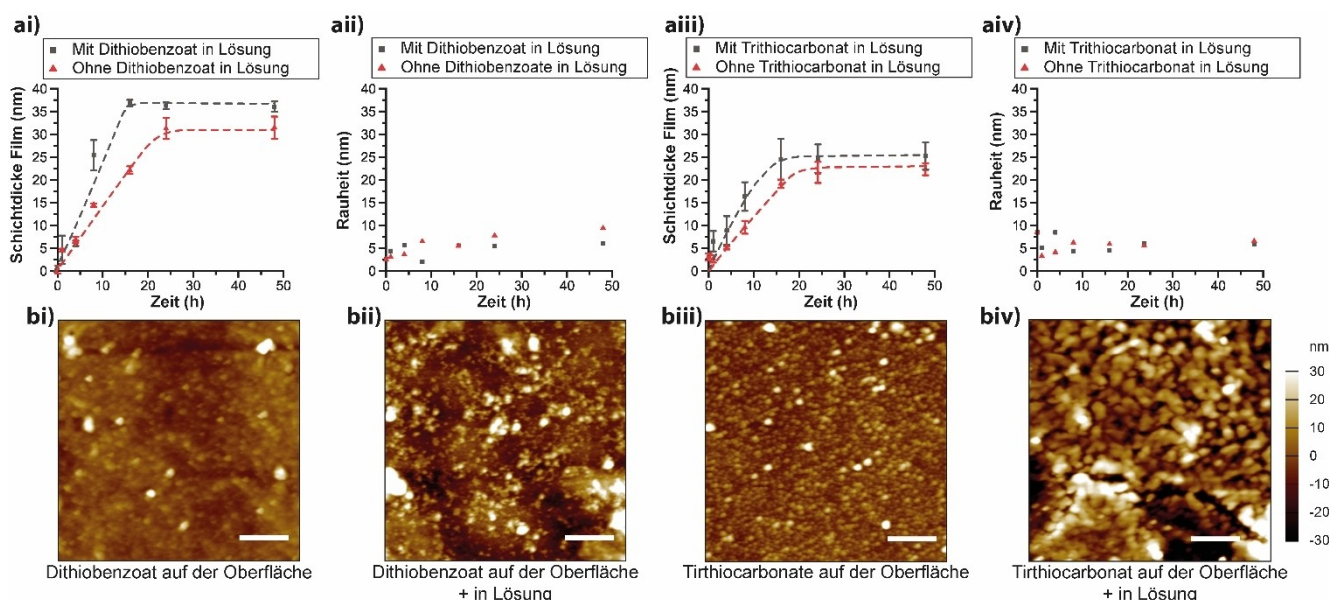 ai)
Mit Dithiobenzoat in Lösung
Ohne Dithiobenzoat in Lösung
Schichtdicke Film (nm)
40
35
30
25
20
15
10
5
0
0 10 20 30 40 50
Zeit (h)
aii)
Mit Dithiobenzoat in Lösung
Ohne Dithiobenzoate in Lösung
Rauheit (nm)
40
35
30
25
20
15
10
5
0
0 10 20 30 40 50
Zeit (h)
aiii)
Mit Trithiocarbonat in Lösung
Ohne Trithiocarbonat in Lösung
Schichtdicke Film (nm)
40
35
30
25
20
15
10
5
0
0 10 20 30 40 50
Zeit (h)
aiv)
Mit Trithiocarbonat in Lösung
Ohne Trithiocarbonat in Lösung
Rauheit (nm)
40
35
30
25
20
15
10
5
0
0 10 20 30 40 50
Zeit (h)
bi)
Dithiobenzoat auf der Oberfläche
bii)
Dithiobenzoat auf der Oberfläche
+ in Lösung
biii)
Tirthiocarbonate auf der Oberfläche
biv)
Tirthiocarbonat auf der Oberfläche
+ in Lösung
nm
30
20
10
0
-10
-20
-30